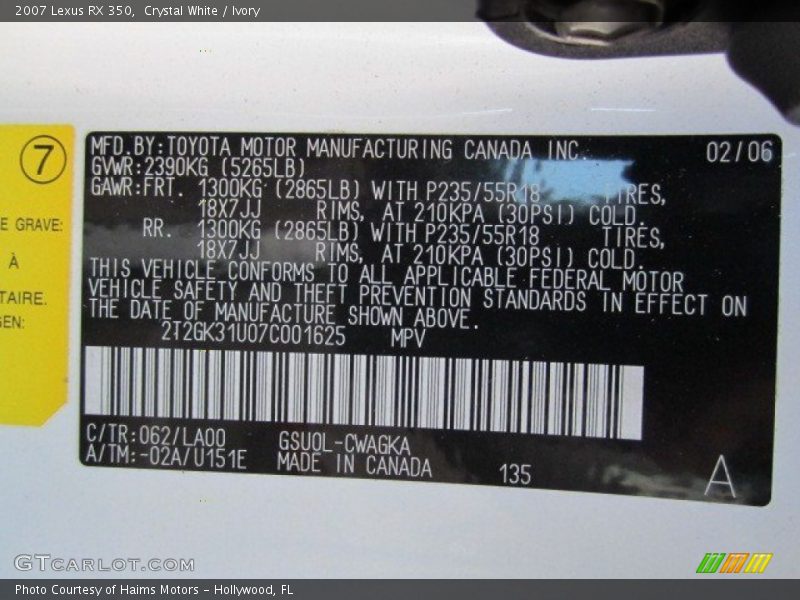 2007 Lexus RX 350, Crystal White / Ivory
7
E GRAVE:
À
TAIRE.
EN:
MFD.BY:TOYOTA MOTOR MANUFACTURING CANADA INC. 02/06
GVWR:2390KG (5265LB)
GAWR:FRT. 1300KG (2865LB) WITH P235/55R18 TIRES,
18X7JJ RIMS, AT 210KPA (30PSI) COLD.
RR. 1300KG (2865LB) WITH P235/55R18 TIRES,
18X7JJ RIMS, AT 210KPA (30PSI) COLD.
THIS VEHICLE CONFORMS TO ALL APPLICABLE FEDERAL MOTOR
VEHICLE SAFETY AND THEFT PREVENTION STANDARDS IN EFFECT ON
THE DATE OF MANUFACTURE SHOWN ABOVE.
2T2GK31U07C001625 MPV
C/TR:062/LA00 GSU0L-CWAGKA
A/TM:-02A/U151E MADE IN CANADA 135 A
GTCARLOT.COM
Photo Courtesy of Haims Motors - Hollywood, FL